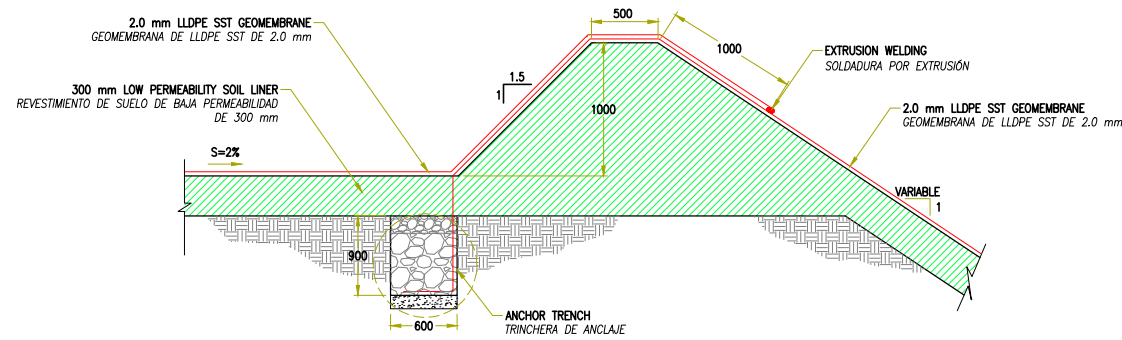 2.0 mm LLDPE SST GEOMEMBRANE
GEOMEMBRANA DE LLDPE SST DE 2.0 mm
300 mm LOW PERMEABILITY SOIL LINER
REVESTIMIENTO DE SUELO DE BAJA PERMEABILIDAD
DE 300 mm
S=2%
1.5
1
500
1000
1000
EXTRUSION WELDING
SOLDADURA POR EXTRUSIÓN
2.0 mm LLDPE SST GEOMEMBRANE
GEOMEMBRANA DE LLDPE SST DE 2.0 mm
VARIABLE
1
900
600
ANCHOR TRENCH
TRINCHERA DE ANCLAJE